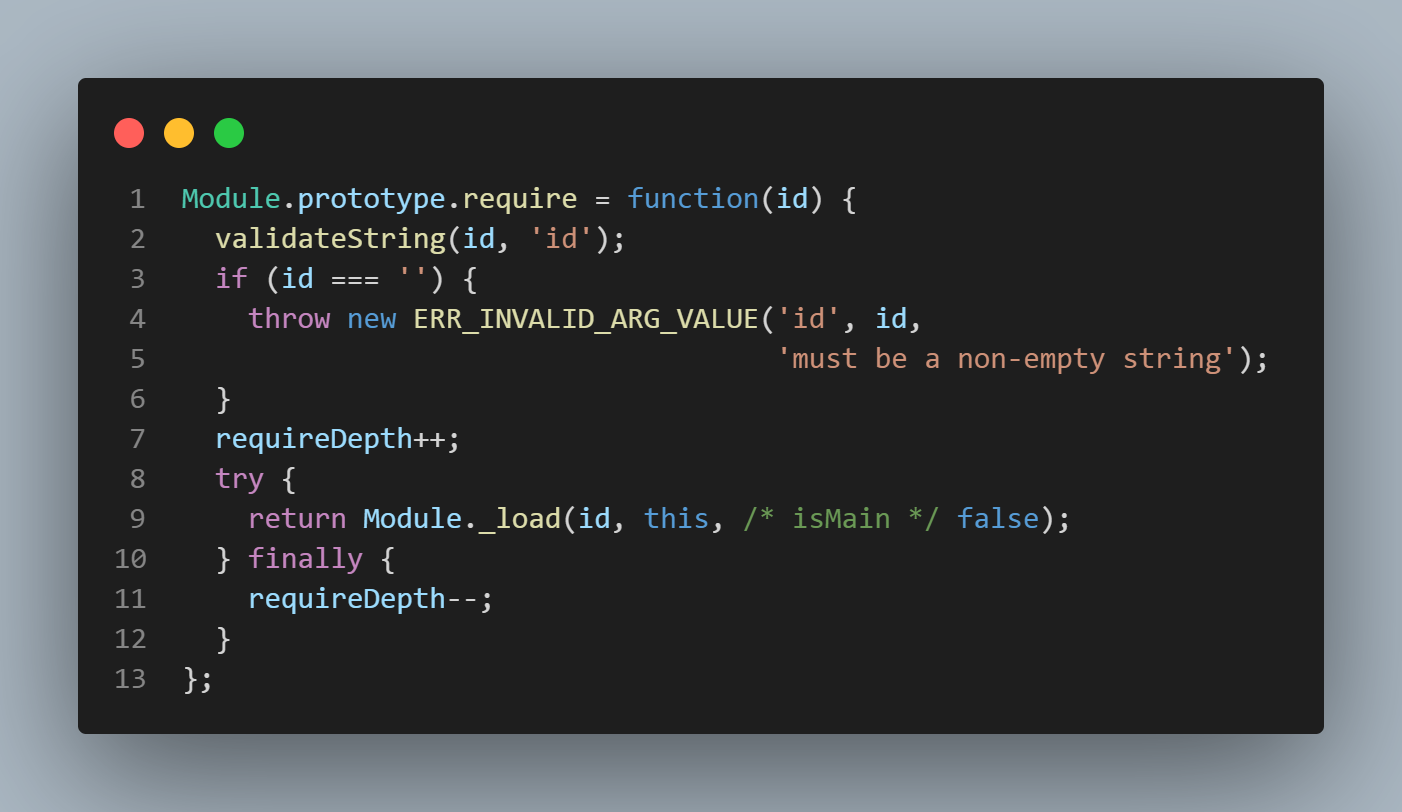 1 Module.prototype.require = function(id) {
2   validateString(id, 'id');
3   if (id === '') {
4     throw new ERR_INVALID_ARG_VALUE('id', id,
5                                     'must be a non-empty string');
6   }
7   requireDepth++;
8   try {
9     return Module._load(id, this, /* isMain */ false);
10   } finally {
11     requireDepth--;
12   }
13 };